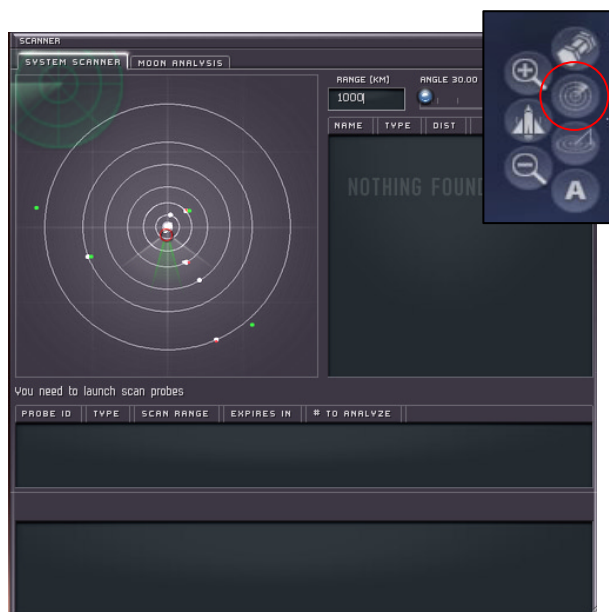 SCANNER
SYSTEM SCANNER MOON ANALYSIS
RANGE (KM) ANGLE 30.00
1000
NAME TYPE DIST
NOTHING FOUND
A
You need to launch scan probes
PROBE ID TYPE SCAN RANGE EXPIRES IN # TO ANALYZE